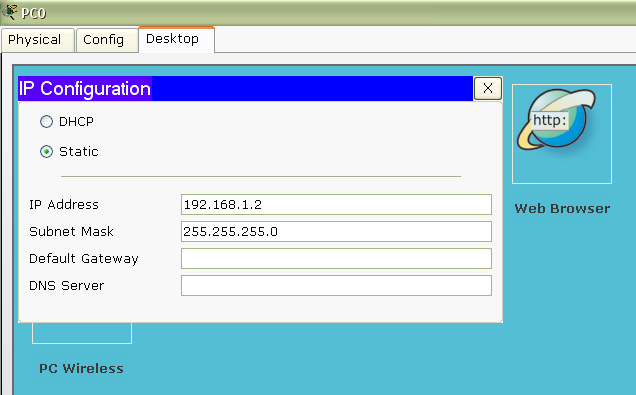 PC0
Physical Config Desktop
IP Configuration X
DHCP
Static
IP Address 192.168.1.2
Subnet Mask 255.255.255.0
Default Gateway
DNS Server
http:
Web Browser
PC Wireless